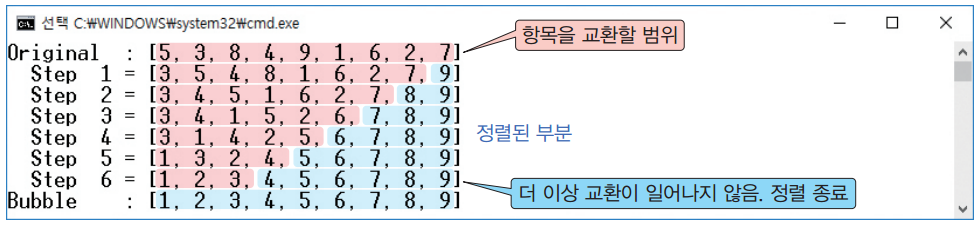 선택 C:₩WINDOWS₩system32₩cmd.exe
항목을 교환할 범위
Original : [5, 3, 8, 4, 9, 1, 6, 2, 7]
Step 1 = [3, 5, 4, 8, 1, 6, 2, 7, 9]
Step 2 = [3, 4, 5, 1, 6, 2, 7, 8, 9]
Step 3 = [3, 4, 1, 5, 2, 6, 7, 8, 9]
Step 4 = [3, 1, 4, 2, 5, 6, 7, 8, 9]
정렬된 부분
Step 5 = [1, 3, 2, 4, 5, 6, 7, 8, 9]
Step 6 = [1, 2, 3, 4, 5, 6, 7, 8, 9]
더 이상 교환이 일어나지 않음. 정렬 종료
Bubble : [1, 2, 3, 4, 5, 6, 7, 8, 9]